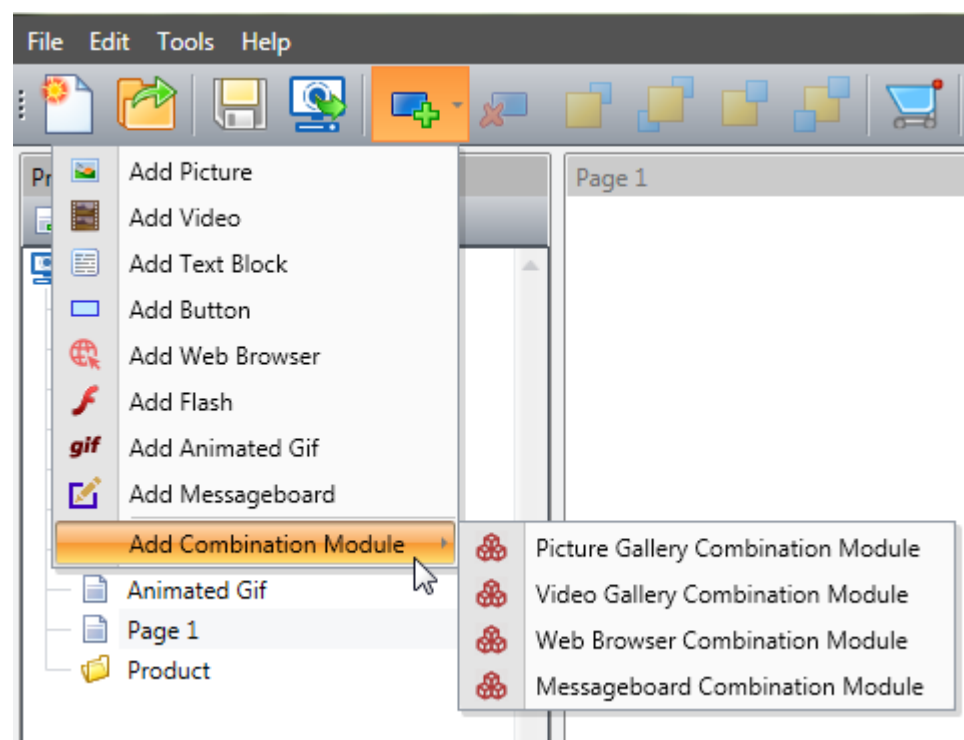 File Edit Tools Help
Pr
Page 1
Add Picture
Add Video
Add Text Block
Add Button
Add Web Browser
Add Flash
gif Add Animated Gif
Add Messageboard
Add Combination Module
Picture Gallery Combination Module
Video Gallery Combination Module
Web Browser Combination Module
Messageboard Combination Module
Animated Gif
Page 1
Product